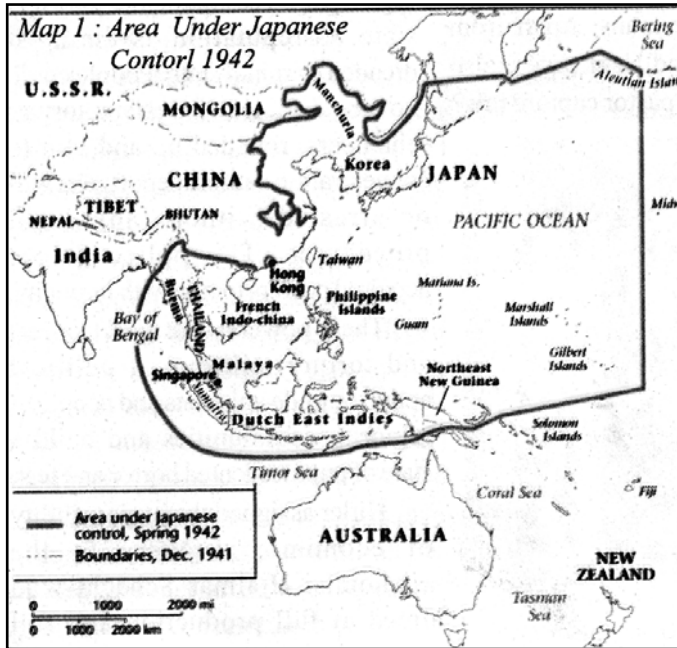 Map 1 : Area Under Japanese
Contorl 1942
Bering
Sea
Aleutian Island
U.S.S.R.
MONGOLIA
Manchuria
Korea
CHINA
JAPAN
TIBET
NEPAL
BHUTAN
PACIFIC OCEAN
Midw
India
Taiwan
Hong
Kong
Mariana Is.
Burma
THAILAND
French
Indo-china
Philippine
Islands
Marshall
Islands
Bay of
Bengal
Guam
Gilbert
Islands
Malaya
Singapore
Northeast
New Guinea
Sumatra
Dutch East Indies
Solomon
Islands
Timor Sea
Coral Sea
Fiji
Area under Japanese
control, Spring 1942
Boundaries, Dec. 1941
AUSTRALIA
NEW
ZEALAND
0 1000 2000 mi
0 1000 2000 km
Tasman
Sea